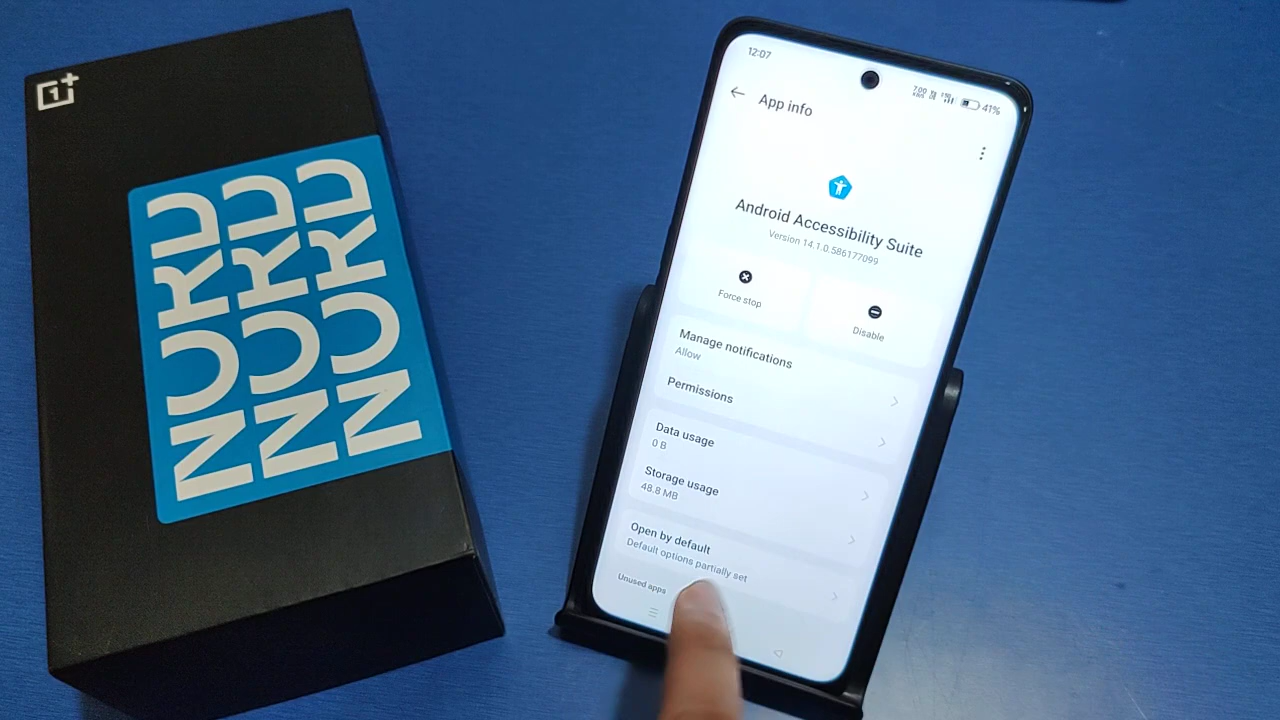 NORD
NORD
NORD
12:07
41%
App info
Android Accessibility Suite
Version 14.1.0.586177099
Force stop
Disable
Manage notifications
Allow
Permissions
Data usage
0 B
Storage usage
48.8 MB
Open by default
Default options partially set
Unused apps